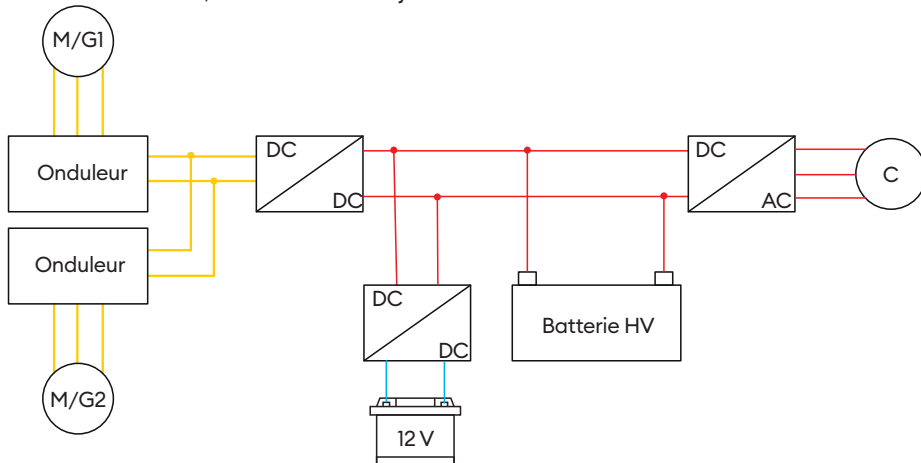 M/G1
Onduleur
DC
DC
DC
AC
C
Onduleur
DC
DC
Batterie HV
M/G2
12 V